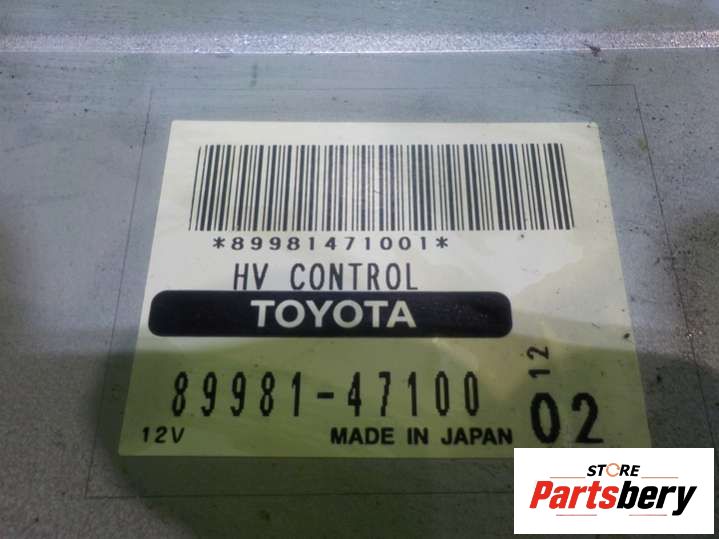 *89981471001*
HV CONTROL
TOYOTA
89981-47100
12
12V
MADE IN JAPAN
02
STORE
Partsbery